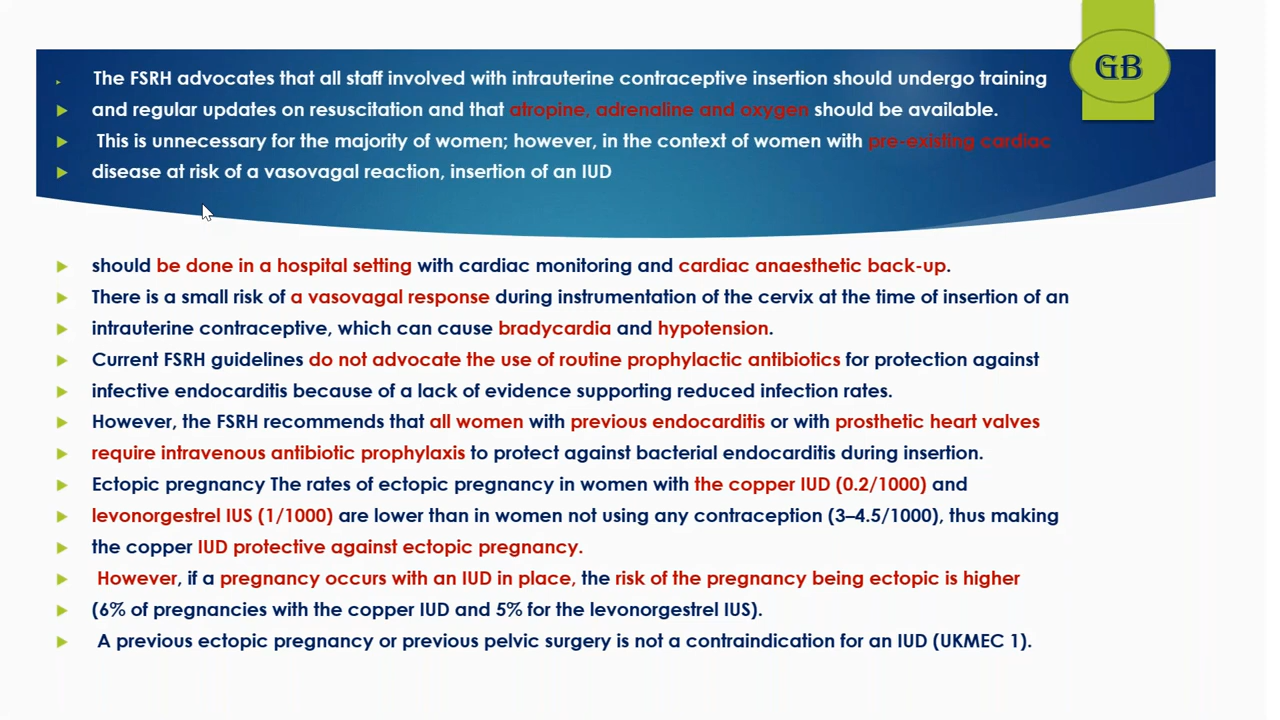 GB
The FSRH advocates that all staff involved with intrauterine contraceptive insertion should undergo training
and regular updates on resuscitation and that atropine, adrenaline and oxygen should be available.
This is unnecessary for the majority of women; however, in the context of women with pre-existing cardiac
disease at risk of a vasovagal reaction, insertion of an IUD
should be done in a hospital setting with cardiac monitoring and cardiac anaesthetic back-up.
There is a small risk of a vasovagal response during instrumentation of the cervix at the time of insertion of an
intrauterine contraceptive, which can cause bradycardia and hypotension.
Current FSRH guidelines do not advocate the use of routine prophylactic antibiotics for protection against
infective endocarditis because of a lack of evidence supporting reduced infection rates.
However, the FSRH recommends that all women with previous endocarditis or with prosthetic heart valves
require intravenous antibiotic prophylaxis to protect against bacterial endocarditis during insertion.
Ectopic pregnancy The rates of ectopic pregnancy in women with the copper IUD (0.2/1000) and
levonorgestrel IUS (1/1000) are lower than in women not using any contraception (3–4.5/1000), thus making
the copper IUD protective against ectopic pregnancy.
However, if a pregnancy occurs with an IUD in place, the risk of the pregnancy being ectopic is higher
(6% of pregnancies with the copper IUD and 5% for the levonorgestrel IUS).
A previous ectopic pregnancy or previous pelvic surgery is not a contraindication for an IUD (UKMEC 1).